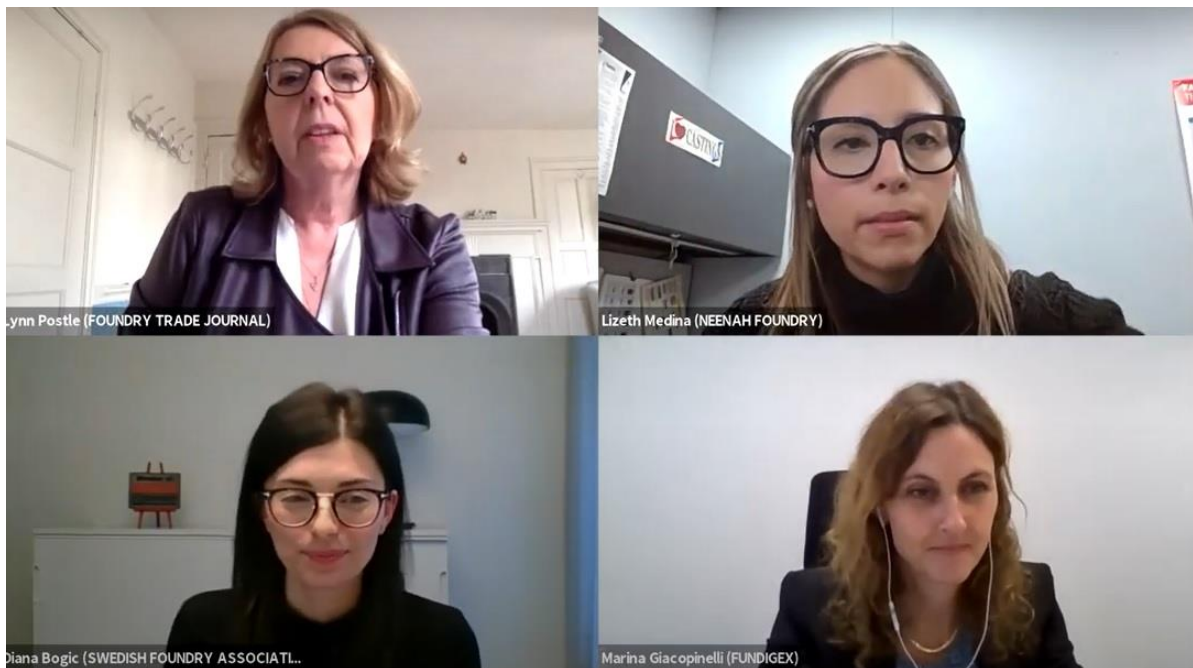 CASTINGS
Lynn Postle (FOUNDRY TRADE JOURNAL)
Lizeth Medina (NEENAH FOUNDRY)
Diana Bogic (SWEDISH FOUNDRY ASSOCIATI...
Marina Giacopinelli (FUNDIGEX)